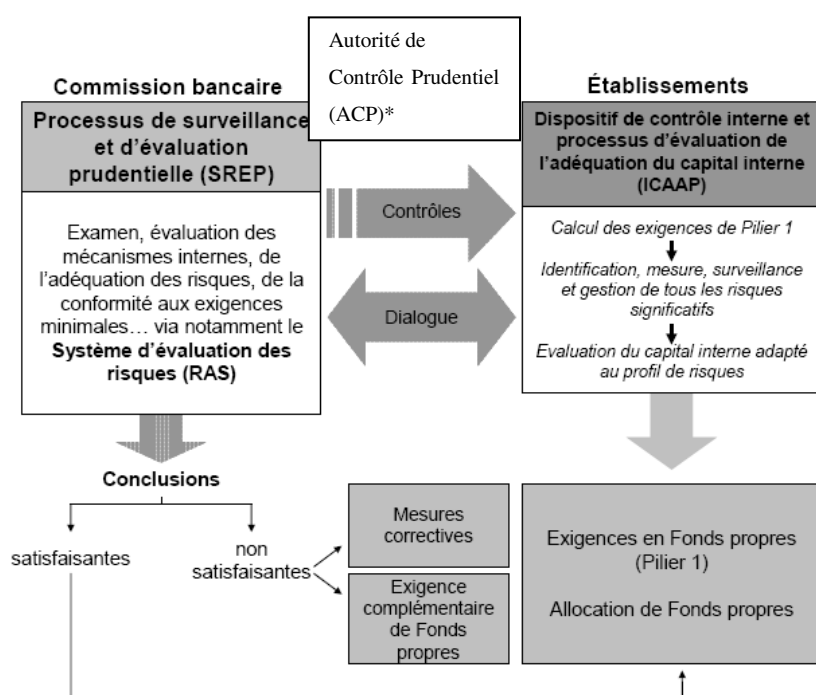 Autorité de
Contrôle Prudentiel
(ACP)*
Commission bancaire
Processus de surveillance
et d'évaluation
prudentielle (SREP)
Examen, évaluation des
mécanismes internes, de
l'adéquation des risques, de la
conformité aux exigences
minimales… via notamment le
Système d'évaluation des
risques (RAS)
Contrôles
Dialogue
Établissements
Dispositif de contrôle interne et
processus d'évaluation de
l'adéquation du capital interne
(ICAAP)
Calcul des exigences de Pilier 1
Identification, mesure, surveillance
et gestion de tous les risques
significatifs
Evaluation du capital interne adapté
au profil de risques
Conclusions
satisfaisantes
non
satisfaisantes
Mesures
correctives
Exigence
complémentaire
de Fonds
propres
Exigences en Fonds propres
(Pilier 1)
Allocation de Fonds propres